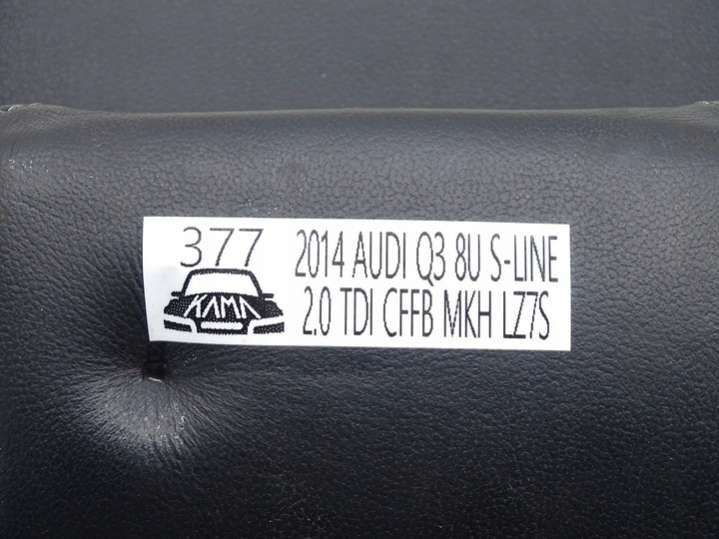 377
KAMA
2014 AUDI Q3 8U S-LINE
2.0 TDI CFFB MKH LZ7S